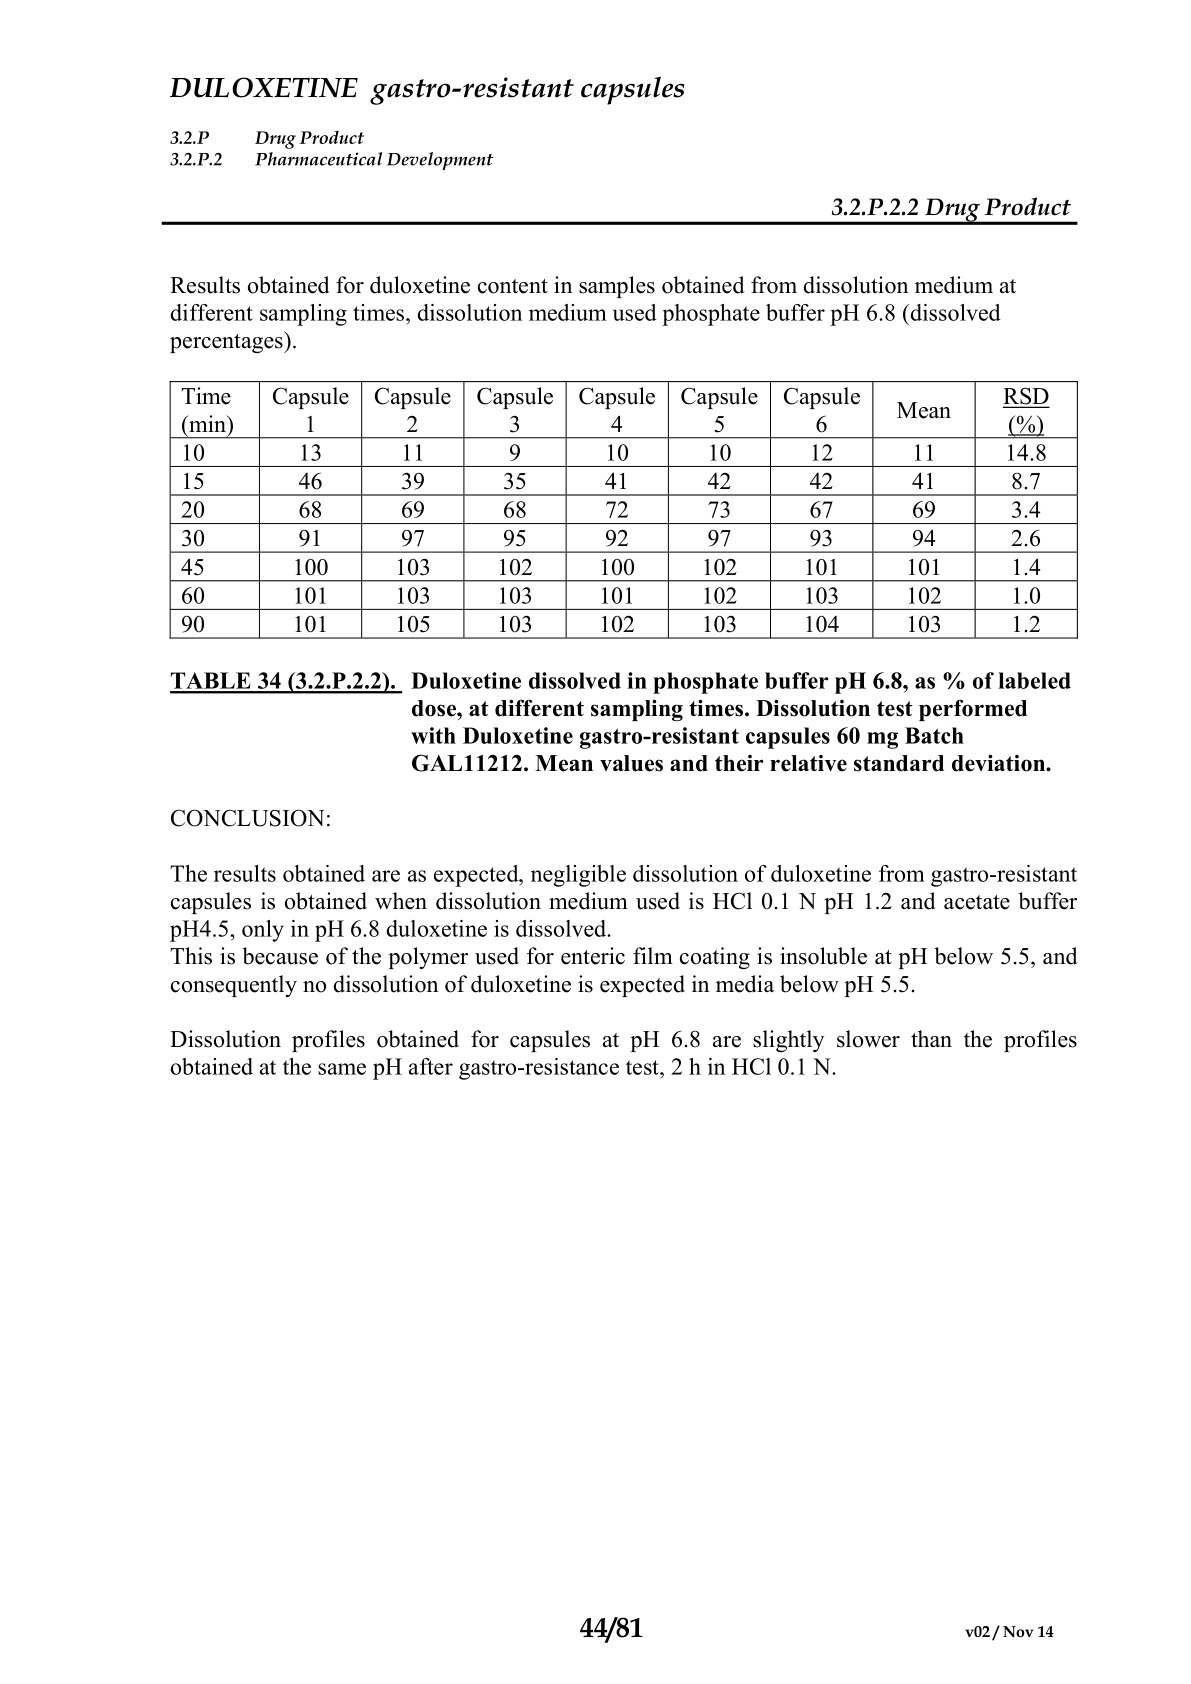 DULOXETINE gastro-resistant capsules
3.2.P Drug Product
3.2.P.2 Pharmaceutical Development
3.2.P.2.2 Drug Product
Results obtained for duloxetine content in samples obtained from dissolution medium at
different sampling times, dissolution medium used phosphate buffer pH 6.8 (dissolved
percentages).
Time (min) Capsule 1 Capsule 2 Capsule 3 Capsule 4 Capsule 5 Capsule 6 Mean RSD (%)
10 13 11 9 10 10 12 11 14.8
15 46 39 35 41 42 42 41 8.7
20 68 69 68 72 73 67 69 3.4
30 91 97 95 92 97 93 94 2.6
45 100 103 102 100 102 101 101 1.4
60 101 103 103 101 102 103 102 1.0
90 101 105 103 102 103 104 103 1.2
TABLE 34 (3.2.P.2.2). Duloxetine dissolved in phosphate buffer pH 6.8, as % of labeled
dose, at different sampling times. Dissolution test performed
with Duloxetine gastro-resistant capsules 60 mg Batch
GAL11212. Mean values and their relative standard deviation.
CONCLUSION:
The results obtained are as expected, negligible dissolution of duloxetine from gastro-resistant
capsules is obtained when dissolution medium used is HCl 0.1 N pH 1.2 and acetate buffer
pH4.5, only in pH 6.8 duloxetine is dissolved.
This is because of the polymer used for enteric film coating is insoluble at pH below 5.5, and
consequently no dissolution of duloxetine is expected in media below pH 5.5.
Dissolution profiles obtained for capsules at pH 6.8 are slightly slower than the profiles
obtained at the same pH after gastro-resistance test, 2 h in HCl 0.1 N.
44/81
v02 / Nov 14